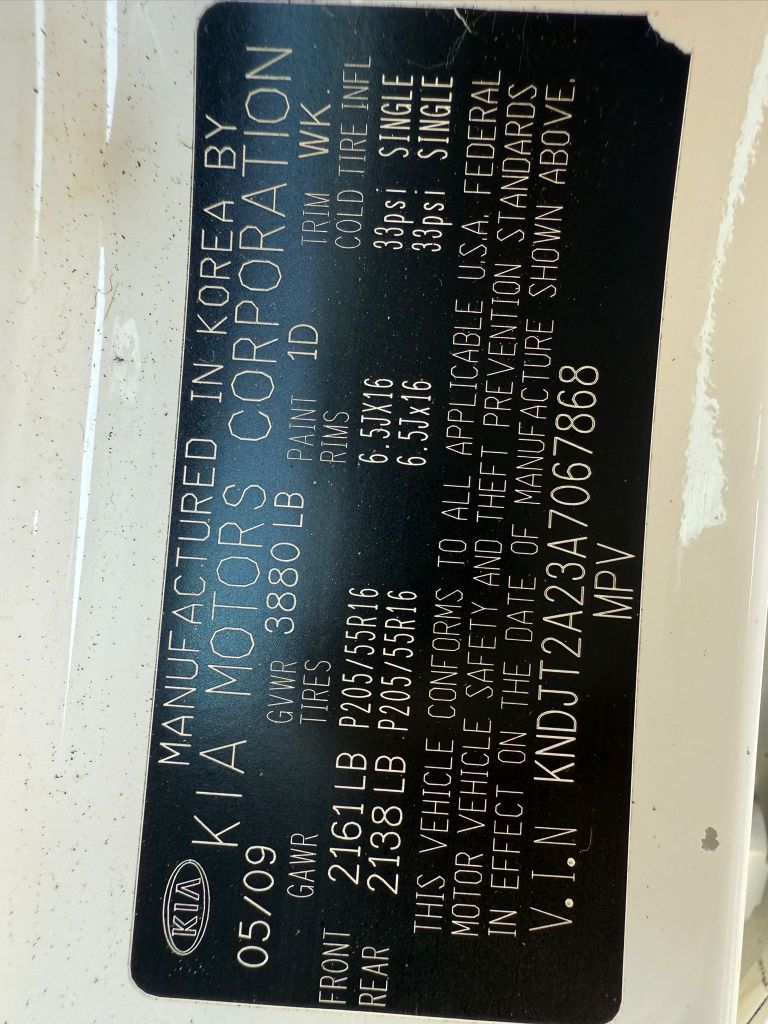 KIA
MANUFACTURED IN KOREA BY
KIA MOTORS CORPORATION
05/09 GVWR 3880 LB PAINT 1D TRIM WK.
GAWR TIRES RIMS COLD TIRE INFL
FRONT 2161 LB P205/55R16 6.5JX16 33psi SINGLE
REAR 2138 LB P205/55R16 6.5Jx16 33psi SINGLE
THIS VEHICLE CONFORMS TO ALL APPLICABLE U.S.A. FEDERAL
MOTOR VEHICLE SAFETY AND THEFT PREVENTION STANDARDS
IN EFFECT ON THE DATE OF MANUFACTURE SHOWN ABOVE.
V.I.N KNDJT2A23A7067868
MPV